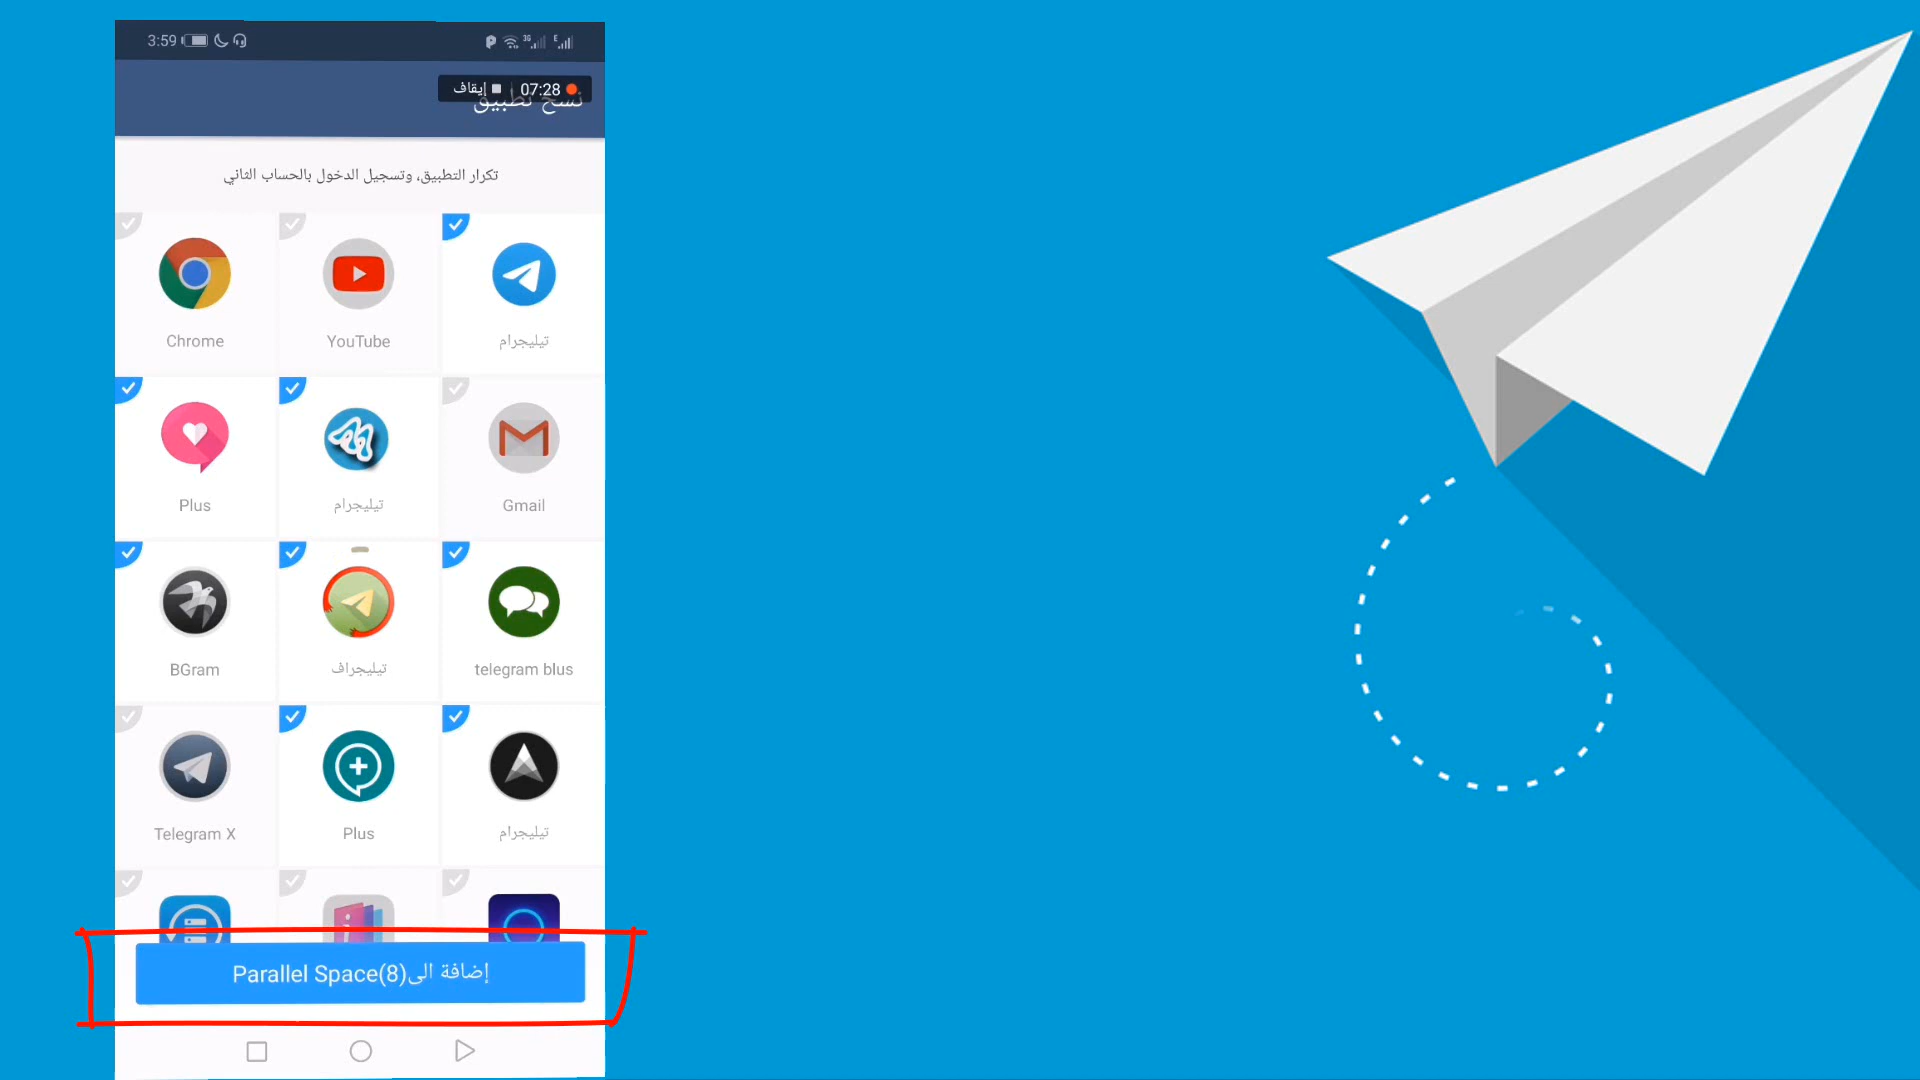 3:59
3G E
إيقاف 07:28
نسخ تطبيق
تكرار التطبيق، وتسجيل الدخول بالحساب الثاني
Chrome YouTube تيليجرام
Plus تيليجرام Gmail
BGram تيليجراف telegram blus
Telegram X Plus تيليجرام
إضافة الى Parallel Space(8)